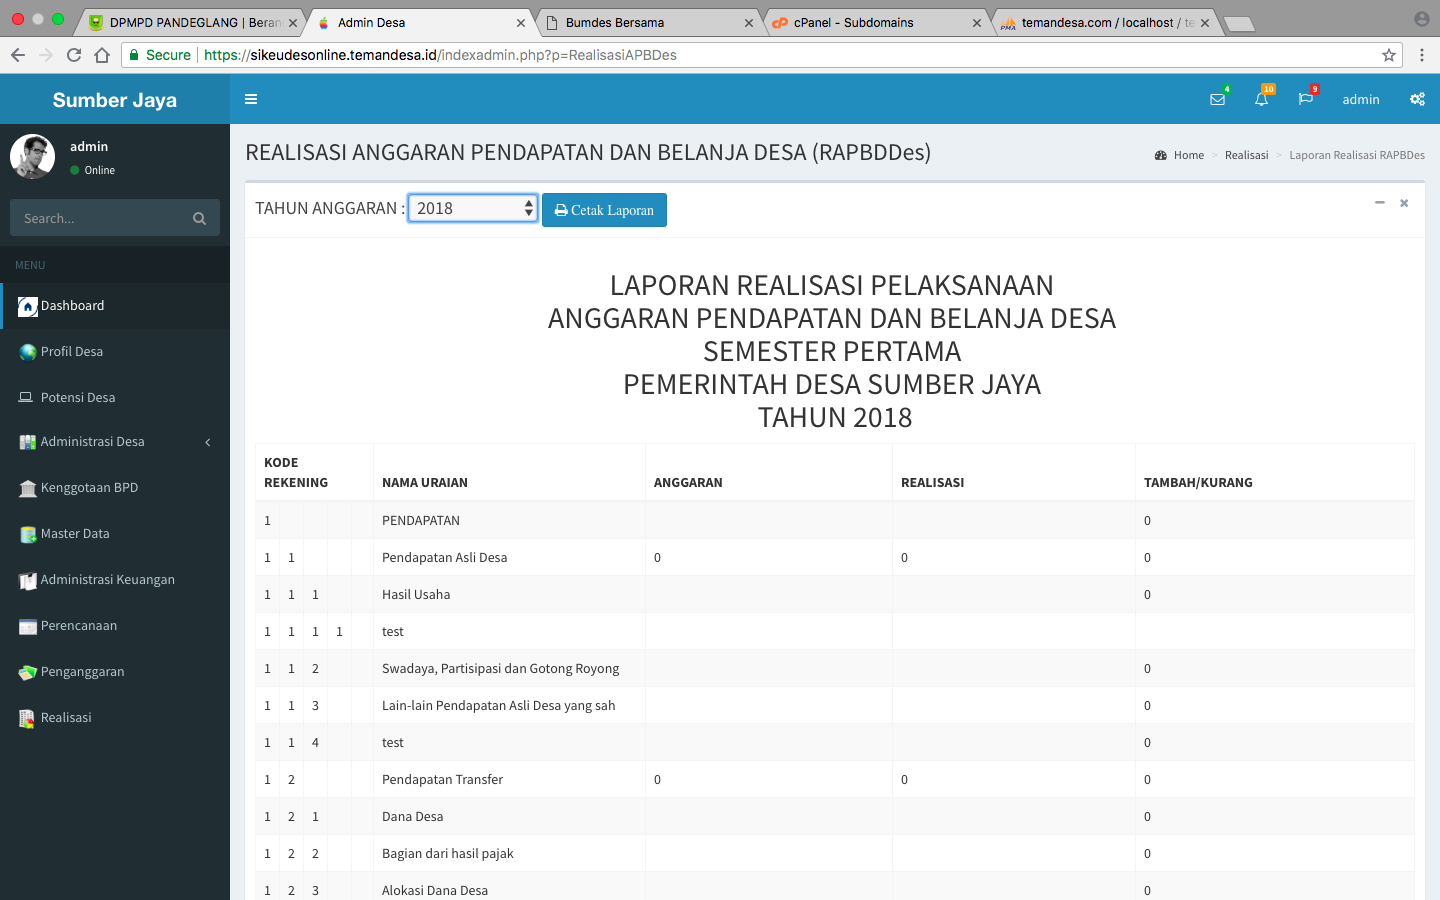 DPMPD PANDEGLANG | Beran
Admin Desa
Bumdes Bersama
cPanel - Subdomains
temandesa.com / localhost / te
Secure
https://sikeudesonline.temandesa.id/indexadmin.php?p=RealisasiAPBDes
Sumber Jaya
4
10
9
admin
admin
Online
Search...
MENU
Dashboard
Profil Desa
Potensi Desa
Administrasi Desa
Kenggotaan BPD
Master Data
Administrasi Keuangan
Perencanaan
Penganggaran
Realisasi
REALISASI ANGGARAN PENDAPATAN DAN BELANJA DESA (RAPBDDes)
Home > Realisasi > Laporan Realisasi RAPBDes
TAHUN ANGGARAN : 2018 Cetak Laporan
LAPORAN REALISASI PELAKSANAAN
ANGGARAN PENDAPATAN DAN BELANJA DESA
SEMESTER PERTAMA
PEMERINTAH DESA SUMBER JAYA
TAHUN 2018
KODE REKENING NAMA URAIAN ANGGARAN REALISASI TAMBAH/KURANG
1 PENDAPATAN 0
1 1 Pendapatan Asli Desa 0 0 0
1 1 1 Hasil Usaha 0
1 1 1 1 test
1 1 2 Swadaya, Partisipasi dan Gotong Royong 0
1 1 3 Lain-lain Pendapatan Asli Desa yang sah 0
1 1 4 test 0
1 2 Pendapatan Transfer 0 0 0
1 2 1 Dana Desa 0
1 2 2 Bagian dari hasil pajak 0
1 2 3 Alokasi Dana Desa 0